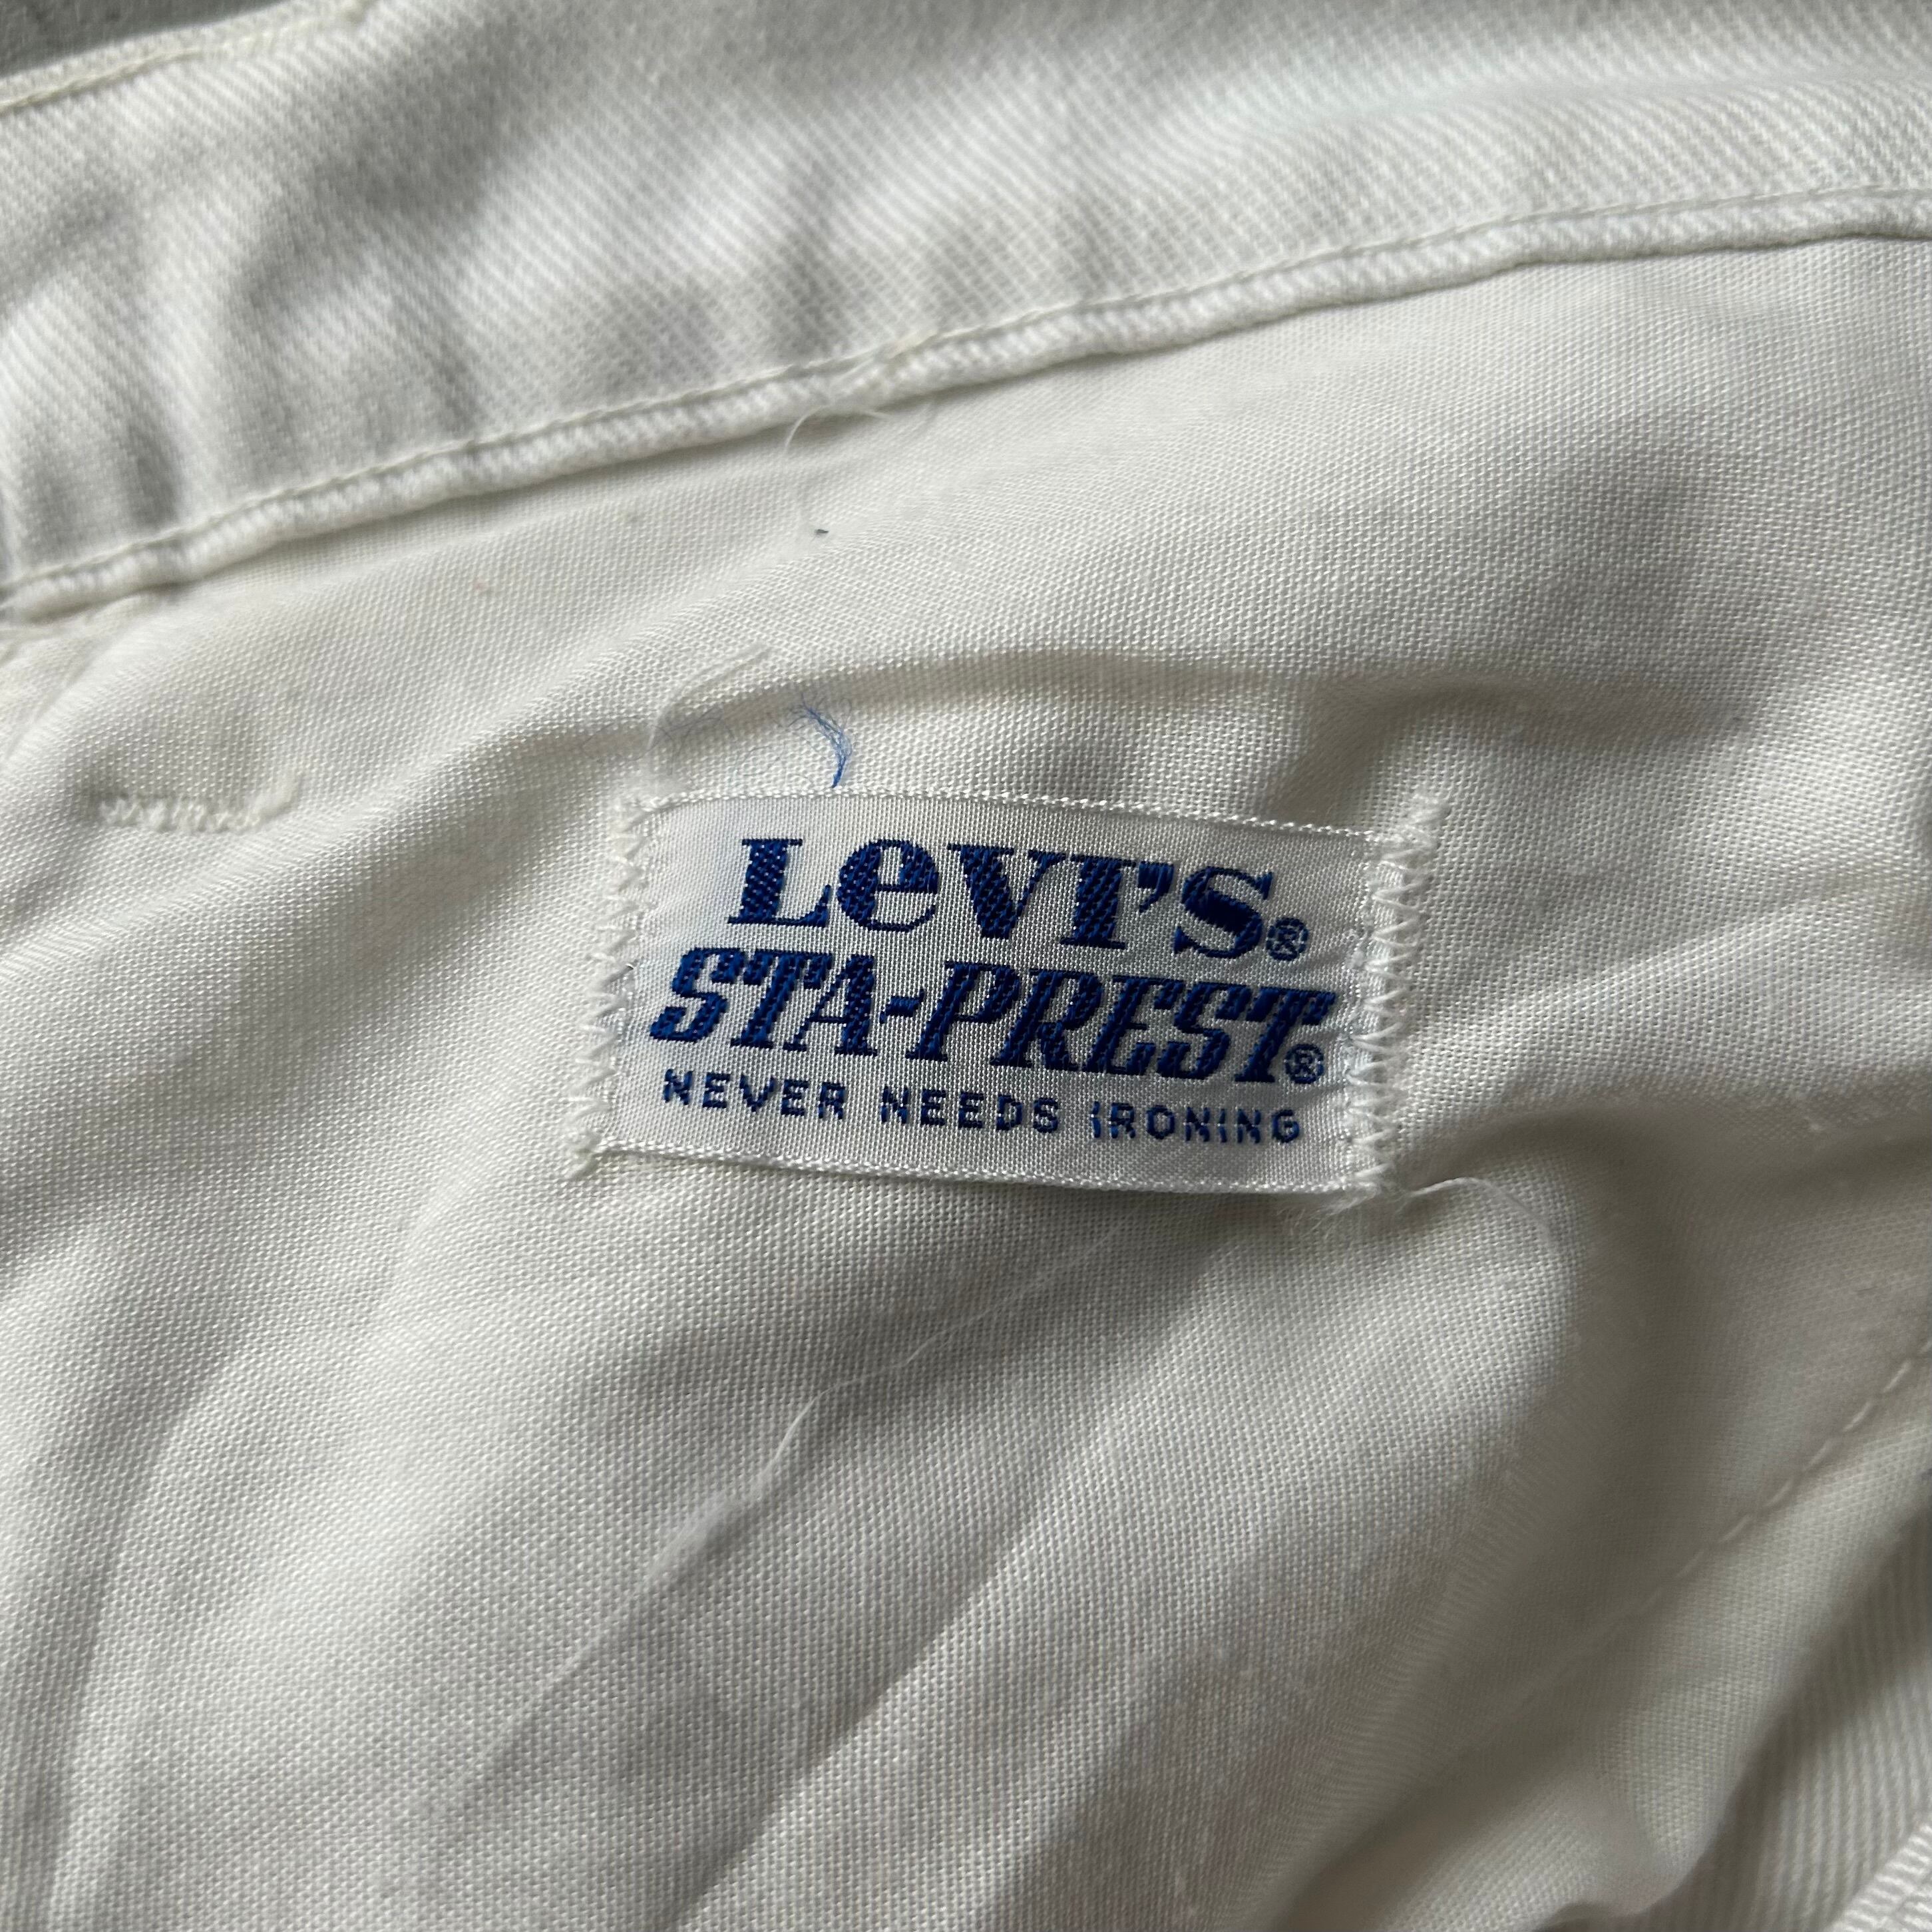 Levi's®
STA-PREST®
NEVER NEEDS IRONING